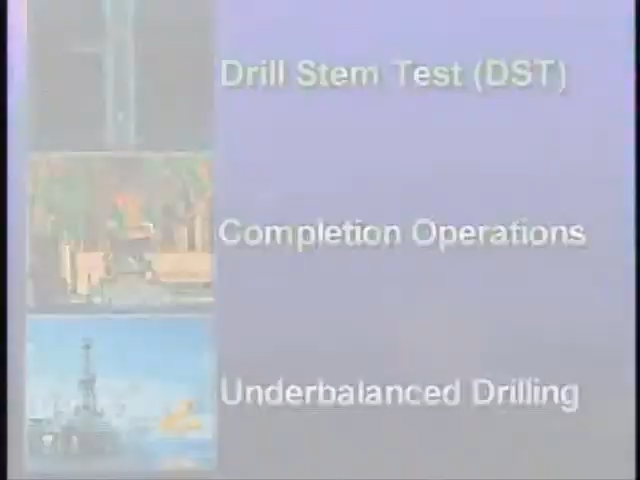 Drill Stem Test (DST)
Completion Operations
Underbalanced Drilling